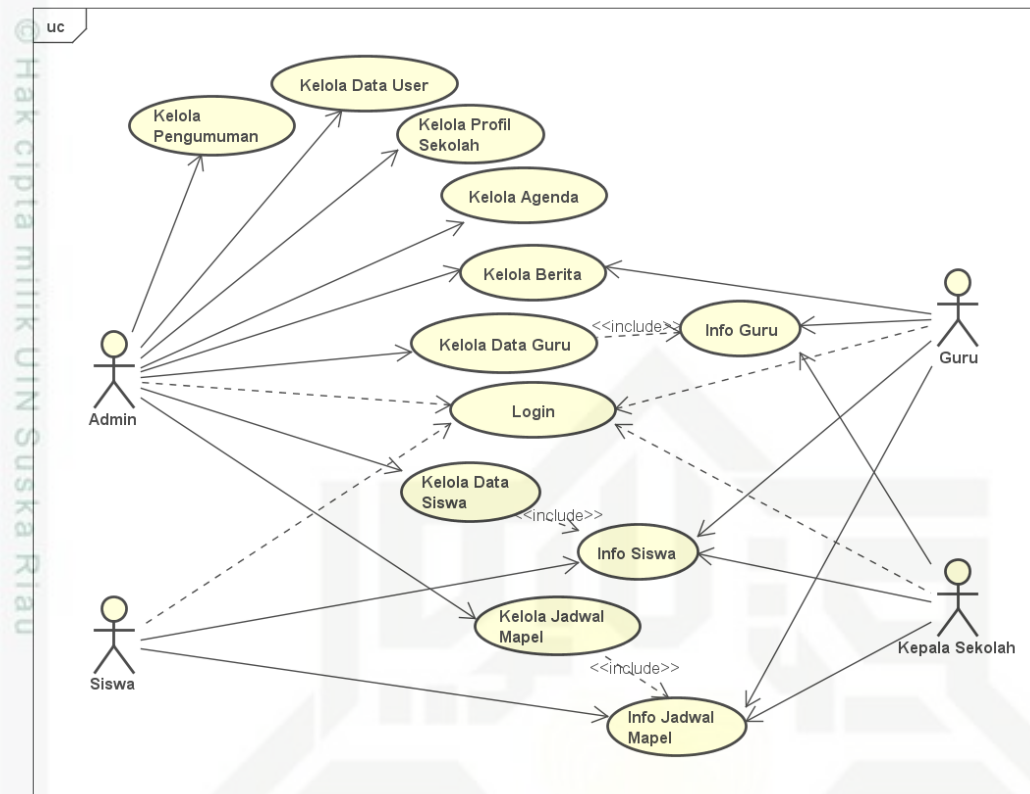 uc
© Hak cipta milik UIN Suska Riau
Kelola Data User
Kelola
Pengumuman
Kelola Profil
Sekolah
Kelola Agenda
Kelola Berita
<<include>>
Info Guru
Kelola Data Guru
Guru
Admin
Login
Kelola Data
Siswa
<<include>>
Info Siswa
Kelola Jadwal
Mapel
Siswa
Kepala Sekolah
<<include>>
Info Jadwal
Mapel